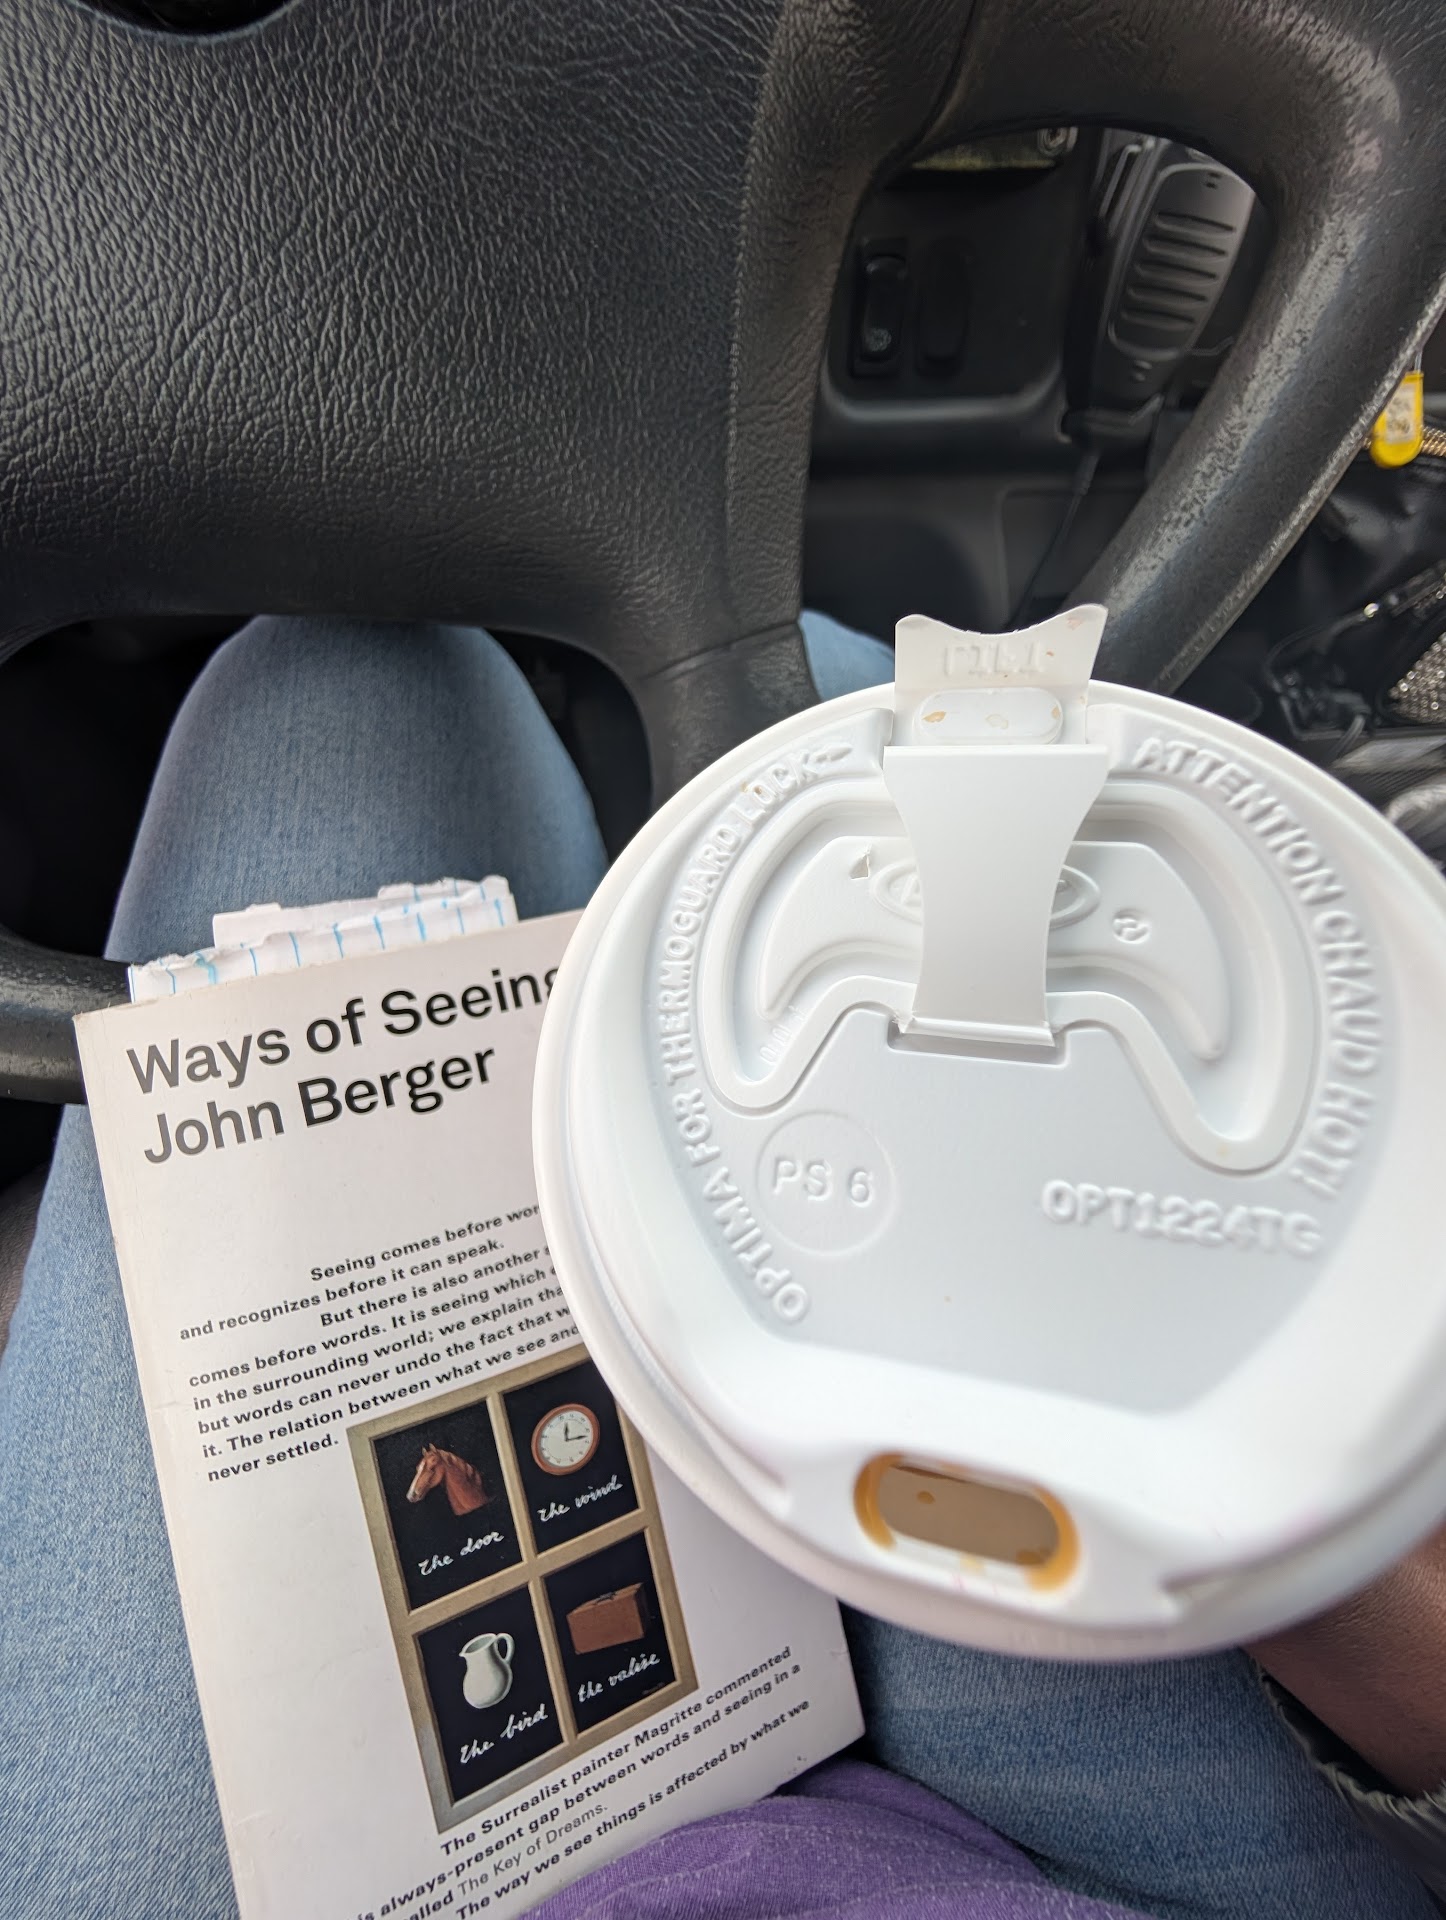 LIFT
OPTIMA FOR THERMOGUARD LOCK
ATTENTION CHAUD HOT!
PS 6
OPT1224TG
Ways of Seeing
John Berger
Seeing comes before
and recognizes before it can speak.
But there is also another
comes before words. It is seeing which
in the surrounding world; we explain
but words can never undo the fact that
it. The relation between what we see and
never settled.
the door
the wind
the bird
the valise
The Surrealist painter Magritte commented
always-present gap between words and seeing in a
The Key of Dreams.
The way we see things is affected by what we